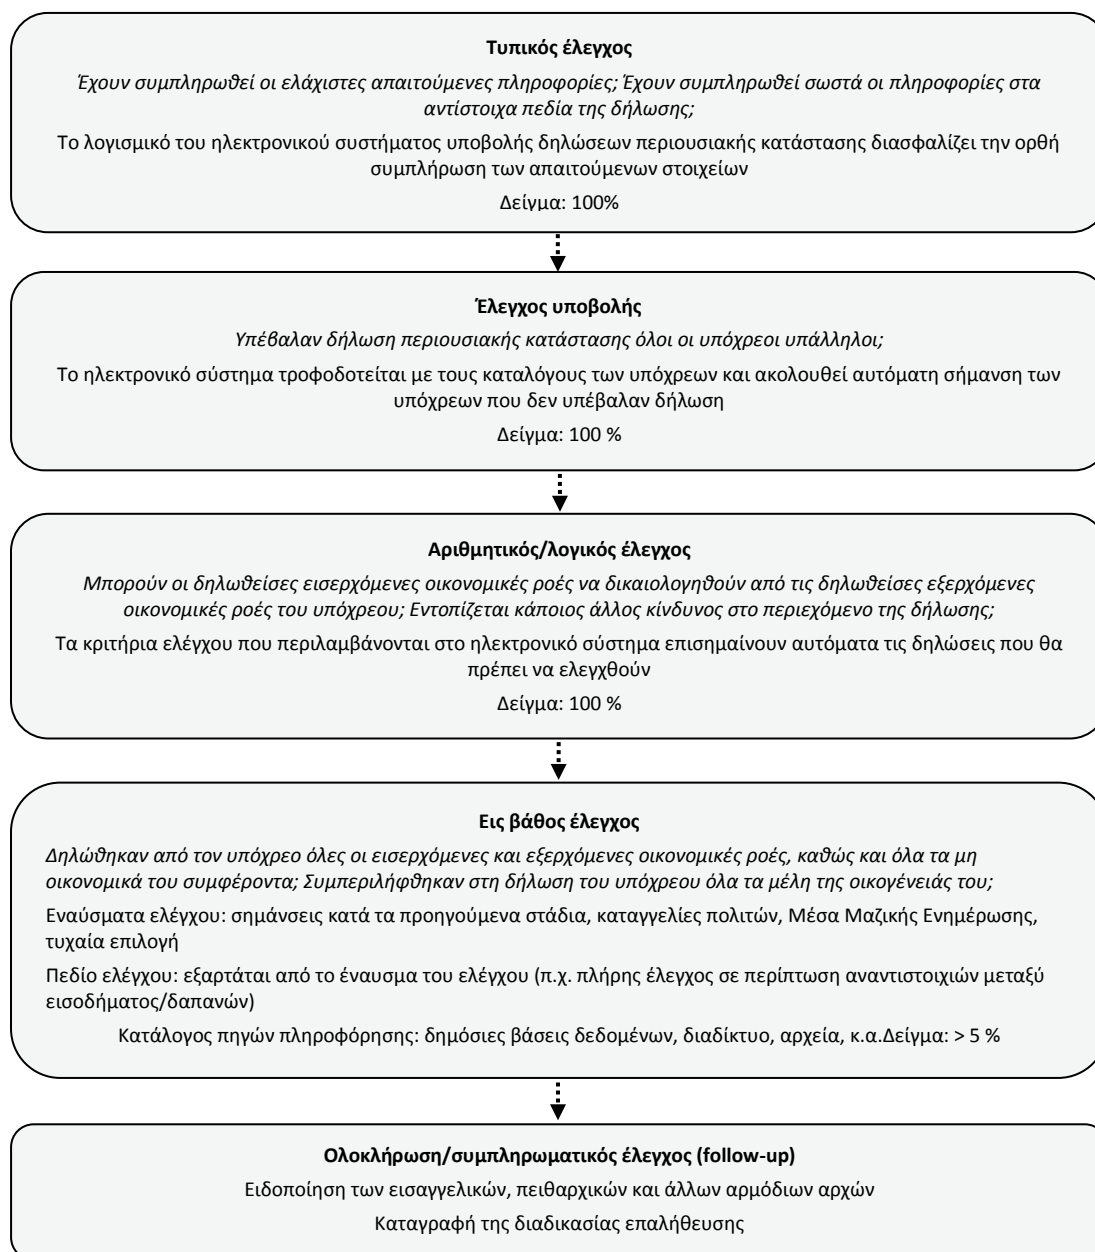 Τυπικός έλεγχος
Έχουν συμπληρωθεί οι ελάχιστες απαιτούμενες πληροφορίες; Έχουν συμπληρωθεί σωστά οι πληροφορίες στα
αντίστοιχα πεδία της δήλωσης;
Το λογισμικό του ηλεκτρονικού συστήματος υποβολής δηλώσεων περιουσιακής κατάστασης διασφαλίζει την ορθή
συμπλήρωση των απαιτούμενων στοιχείων
Δείγμα: 100%
Έλεγχος υποβολής
Υπέβαλαν δήλωση περιουσιακής κατάστασης όλοι οι υπόχρεοι υπάλληλοι;
Το ηλεκτρονικό σύστημα τροφοδοτείται με τους καταλόγους των υπόχρεων και ακολουθεί αυτόματη σήμανση των
υπόχρεων που δεν υπέβαλαν δήλωση
Δείγμα: 100 %
Αριθμητικός/λογικός έλεγχος
Μπορούν οι δηλωθείσες εισερχόμενες οικονομικές ροές να δικαιολογηθούν από τις δηλωθείσες εξερχόμενες
οικονομικές ροές του υπόχρεου; Εντοπίζεται κάποιος άλλος κίνδυνος στο περιεχόμενο της δήλωσης;
Τα κριτήρια ελέγχου που περιλαμβάνονται στο ηλεκτρονικό σύστημα επισημαίνουν αυτόματα τις δηλώσεις που θα
πρέπει να ελεγχθούν
Δείγμα: 100 %
Εις βάθος έλεγχος
Δηλώθηκαν από τον υπόχρεο όλες οι εισερχόμενες και εξερχόμενες οικονομικές ροές, καθώς και όλα τα μη
οικονομικά του συμφέροντα; Συμπεριλήφθηκαν στη δήλωση του υπόχρεου όλα τα μέλη της οικογένειάς του;
Εναύσματα ελέγχου: σημάνσεις κατά τα προηγούμενα στάδια, καταγγελίες πολιτών, Μέσα Μαζικής Ενημέρωσης,
τυχαία επιλογή
Πεδίο ελέγχου: εξαρτάται από το έναυσμα του ελέγχου (π.χ. πλήρης έλεγχος σε περίπτωση αναντιστοιχιών μεταξύ
εισοδήματος/δαπανών)
Κατάλογος πηγών πληροφόρησης: δημόσιες βάσεις δεδομένων, διαδίκτυο, αρχεία, κ.α.Δείγμα: > 5 %
Ολοκλήρωση/συμπληρωματικός έλεγχος (follow-up)
Ειδοποίηση των εισαγγελικών, πειθαρχικών και άλλων αρμόδιων αρχών
Καταγραφή της διαδικασίας επαλήθευσης